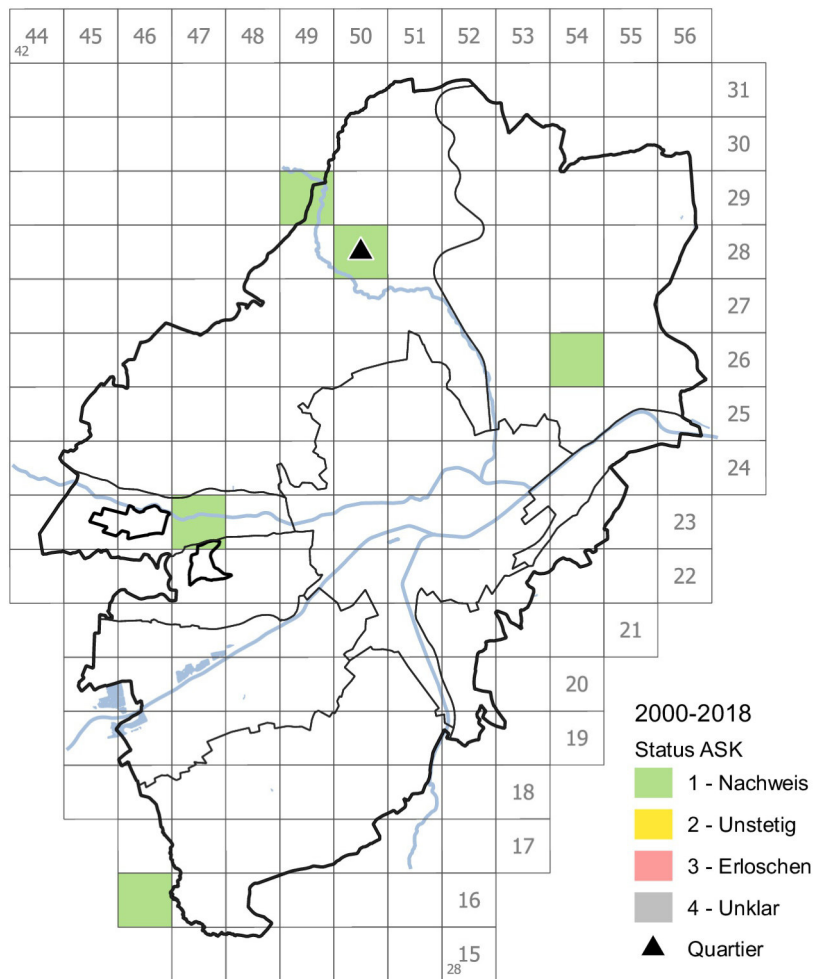 44 45 46 47 48 49 50 51 52 53 54 55 56
42
31
30
29
28
27
26
25
24
23
22
21
20
19
18
17
16
15
28
2000-2018
Status ASK
1 - Nachweis
2 - Unstetig
3 - Erloschen
4 - Unklar
Quartier